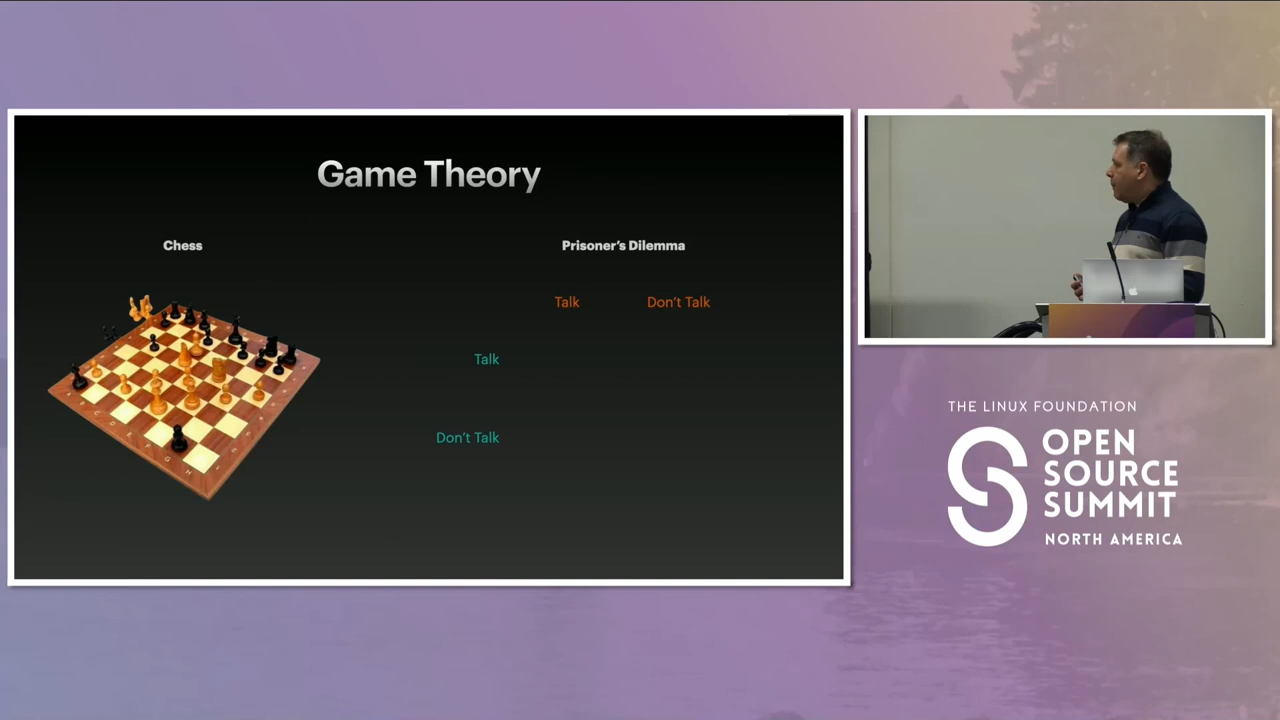 Game Theory
Chess
Prisoner's Dilemma
Talk
Don't Talk
Talk
Don't Talk
THE LINUX FOUNDATION
OPEN
SOURCE
SUMMIT
NORTH AMERICA